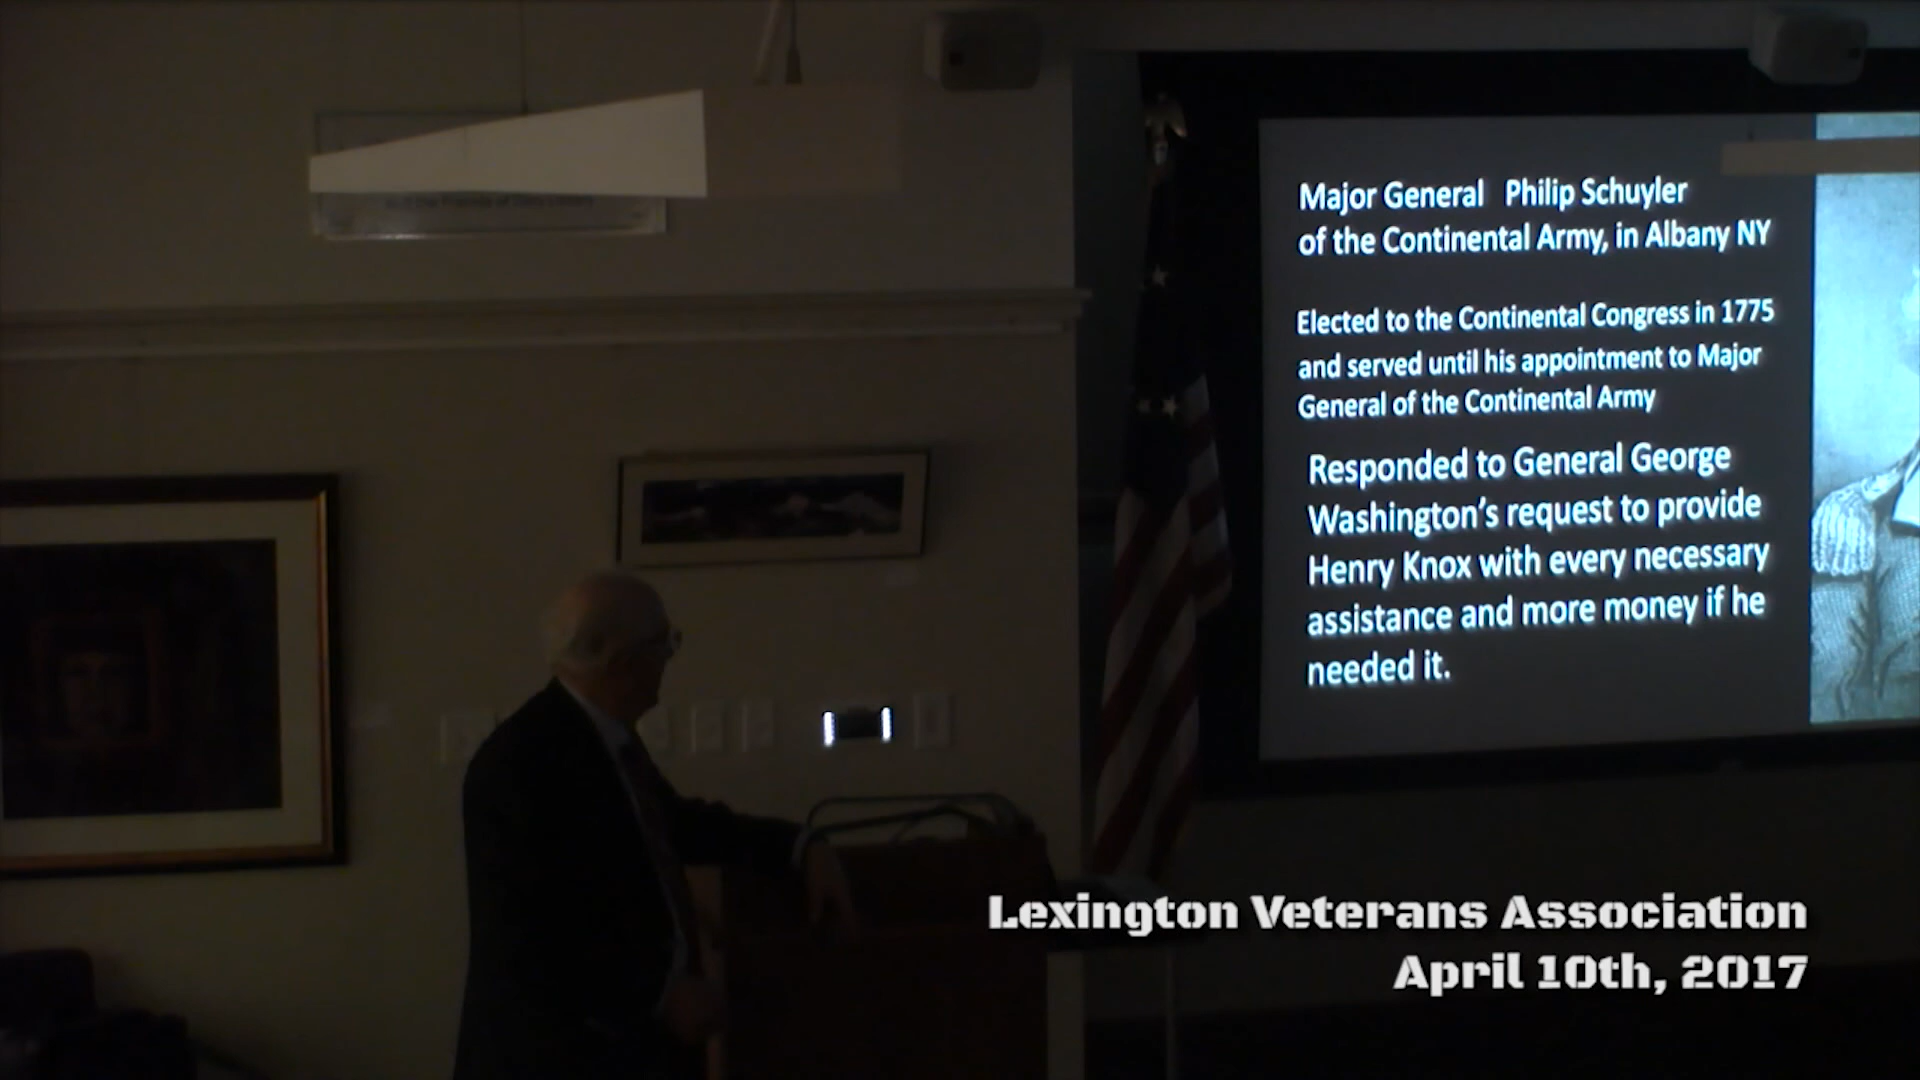 Major General Philip Schuyler
of the Continental Army, in Albany NY
Elected to the Continental Congress in 1775
and served until his appointment to Major
General of the Continental Army
Responded to General George
Washington's request to provide
Henry Knox with every necessary
assistance and more money if he
needed it.
Lexington Veterans Association
April 10th, 2017